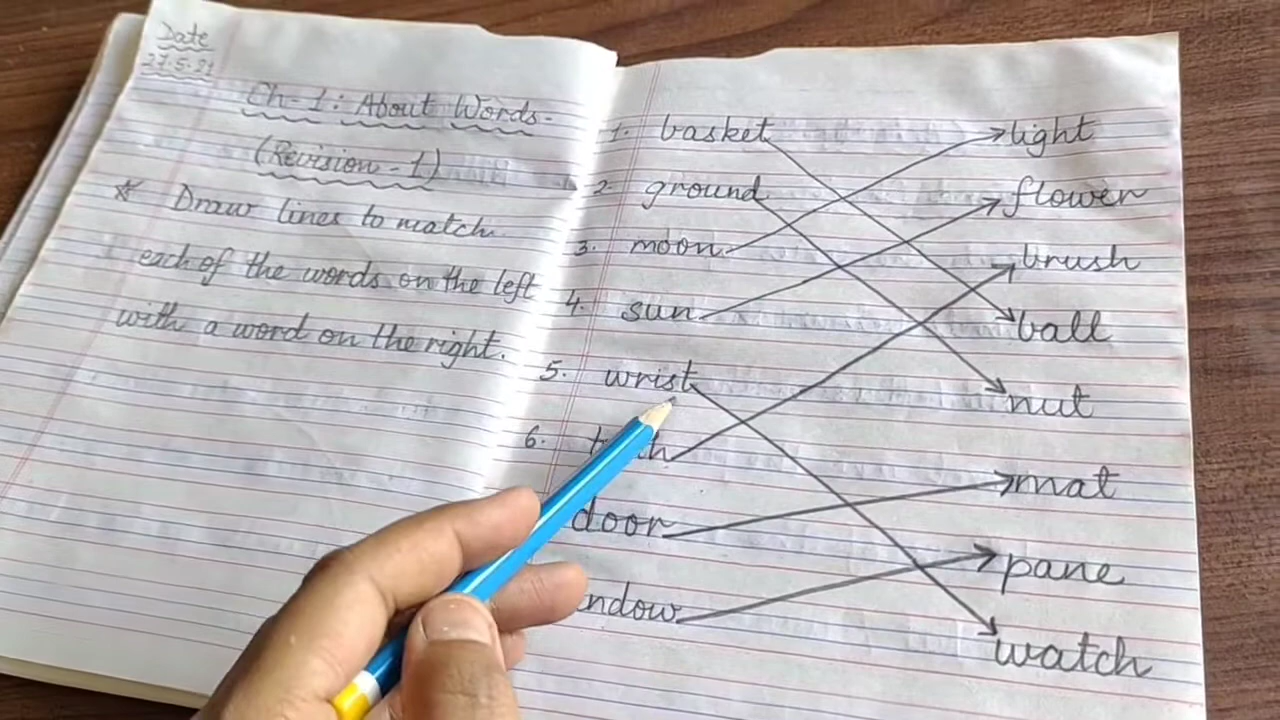 Date
27.5.21
Ch-1: About Words-
(Revision-1)
☆ Draw lines to match
each of the words on the left
with a word on the right.
1. basket light
2. ground flower
3. moon brush
4. sun ball
5. wrist nut
6. mat
door pane
watch